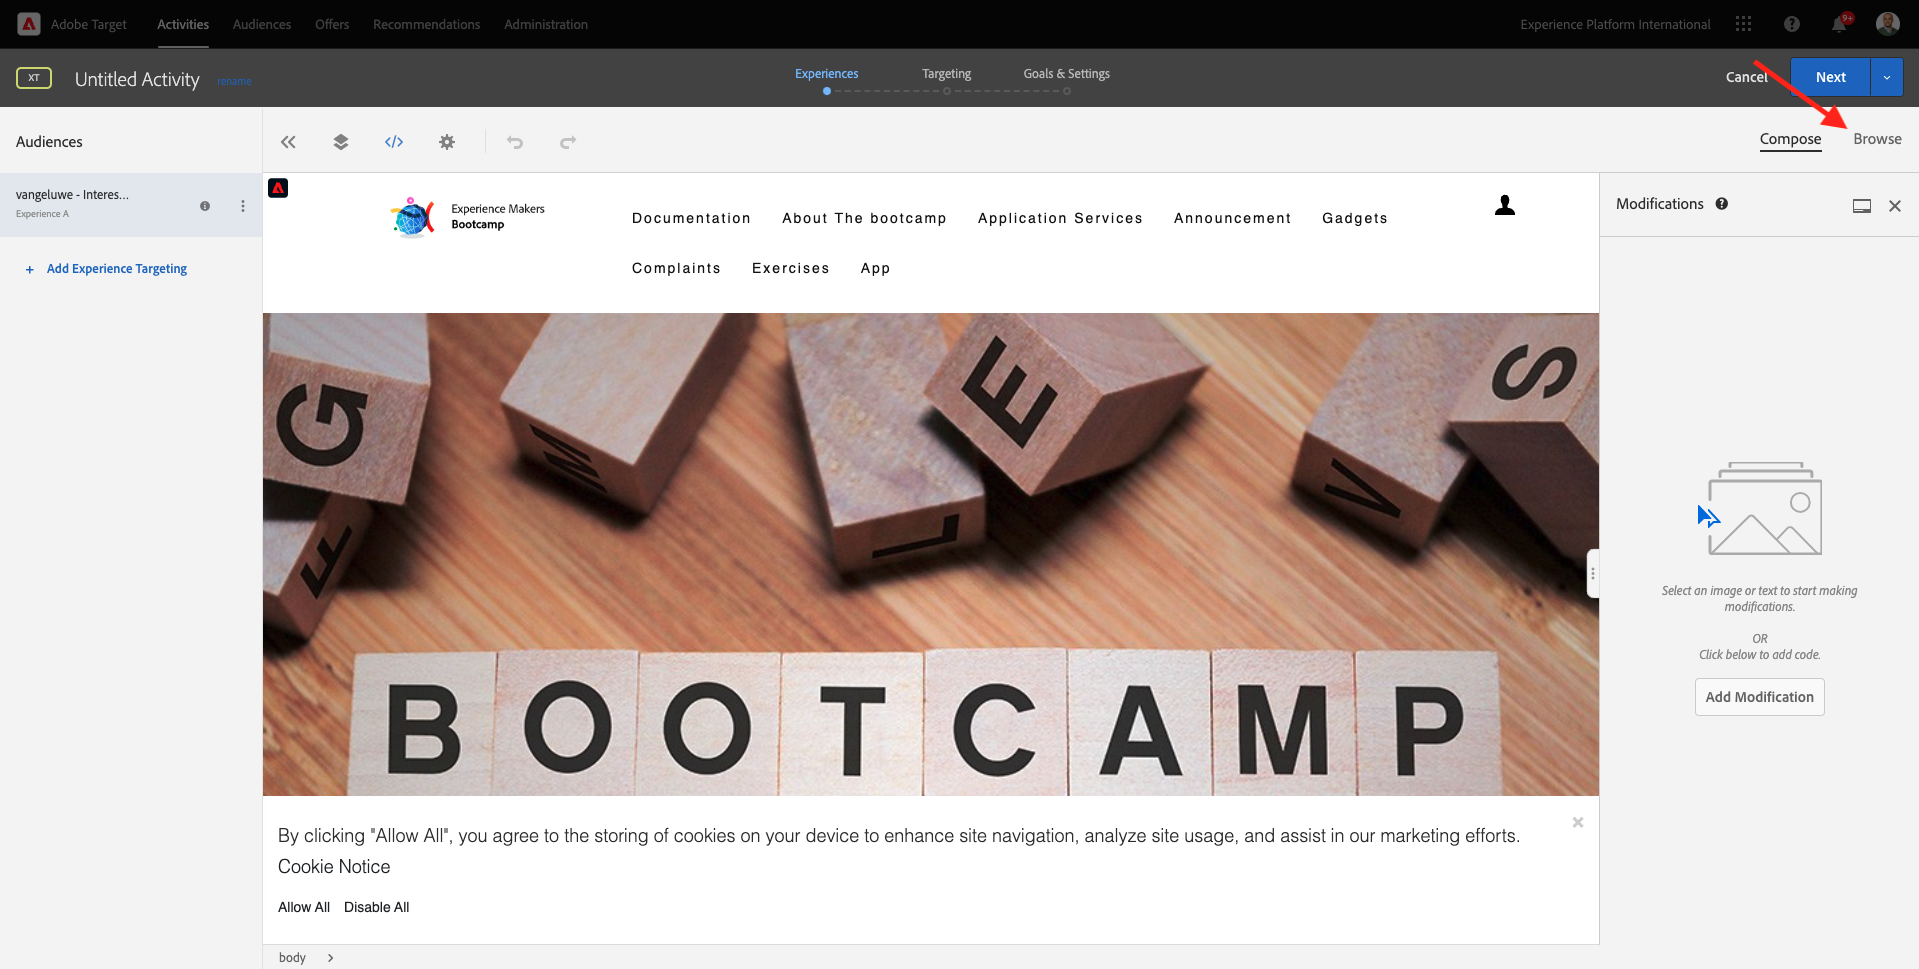 Adobe Target
Activities
Audiences
Offers
Recommendations
Administration
Experience Platform International
9+
XT
Untitled Activity
rename
Experiences
Targeting
Goals & Settings
Cancel
Next
Audiences
Compose
Browse
vangeluwe - Interes...
Experience A
+ Add Experience Targeting
Experience Makers
Bootcamp
Documentation
About The bootcamp
Application Services
Announcement
Gadgets
Complaints
Exercises
App
Modifications
G
M
E
S
F
L
V
BOOTCAMP
Select an image or text to start making
modifications.
OR
Click below to add code.
Add Modification
By clicking "Allow All", you agree to the storing of cookies on your device to enhance site navigation, analyze site usage, and assist in our marketing efforts.
Cookie Notice
Allow All
Disable All
body >